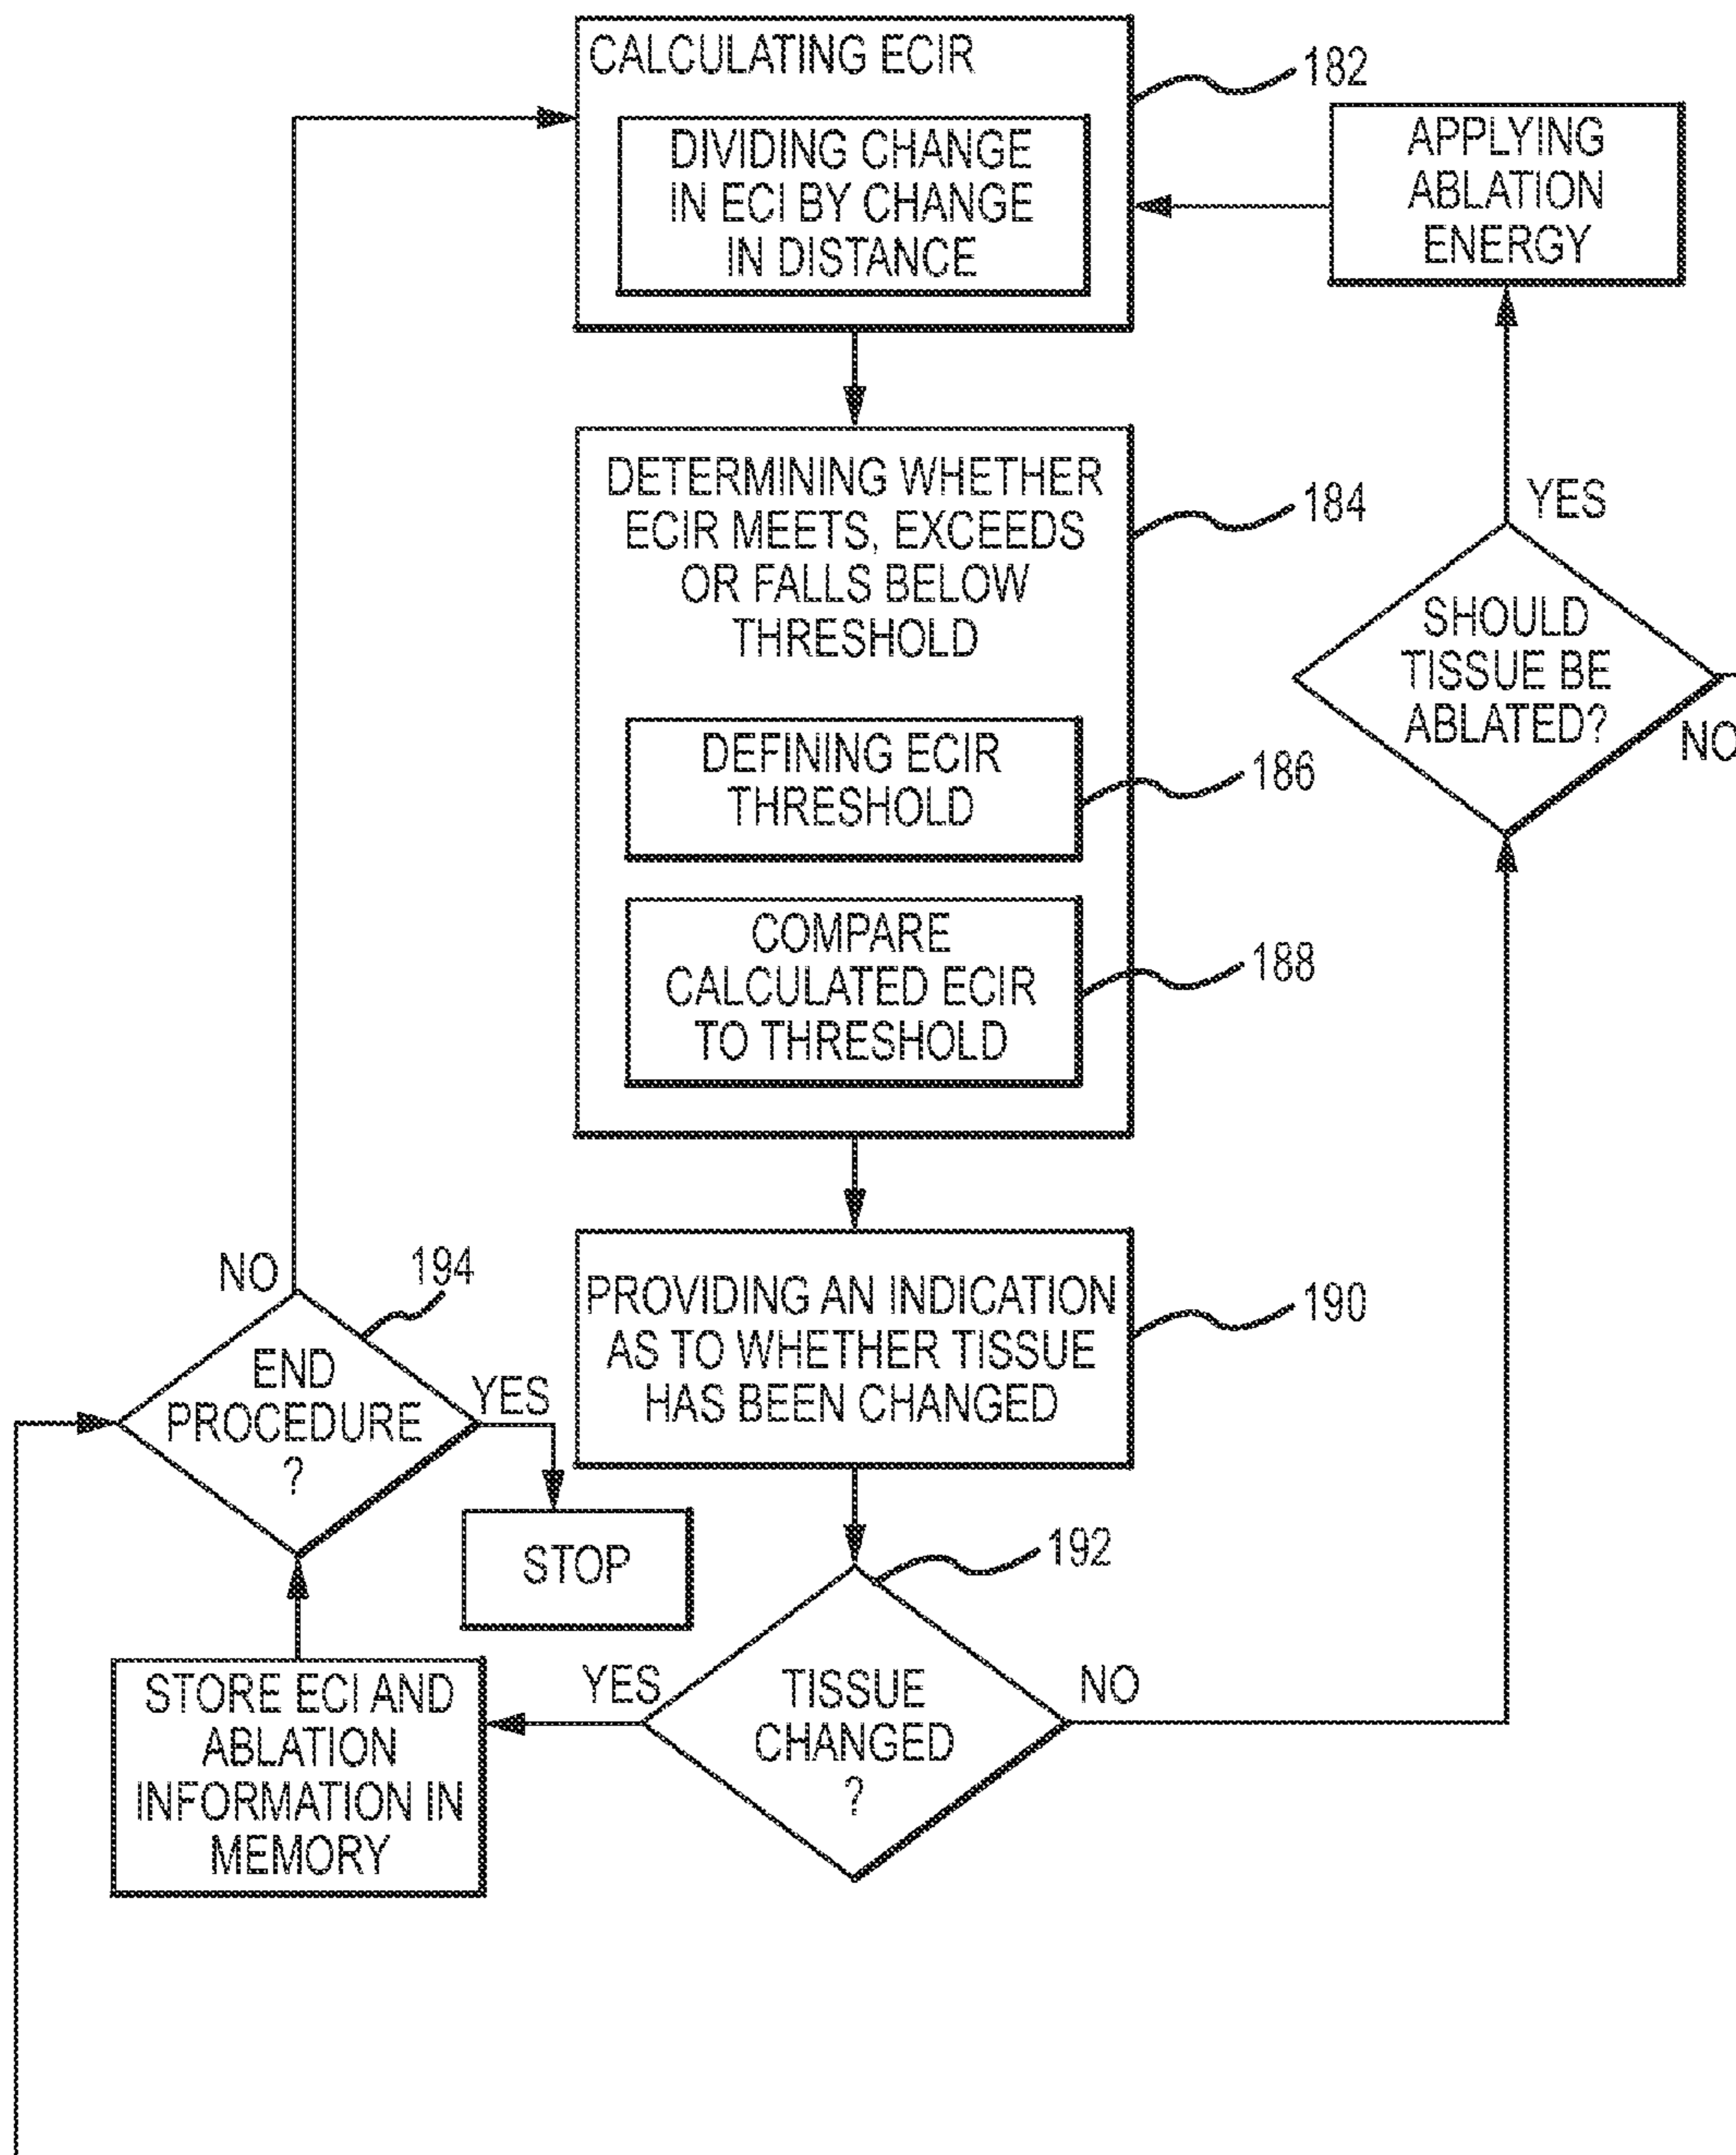 CALCULATING ECIR
182
DIVIDING CHANGE
IN ECI BY CHANGE
IN DISTANCE
APPLYING
ABLATION
ENERGY
DETERMINING WHETHER
ECIR MEETS, EXCEEDS
OR FALLS BELOW
THRESHOLD
184
YES
SHOULD
TISSUE BE
ABLATED?
NO
DEFINING ECIR
THRESHOLD
186
COMPARE
CALCULATED ECIR
TO THRESHOLD
188
PROVIDING AN INDICATION
AS TO WHETHER TISSUE
HAS BEEN CHANGED
190
NO
194
END
PROCEDURE
?
YES
STOP
192
TISSUE
CHANGED
?
YES
NO
STORE ECI AND
ABLATION
INFORMATION IN
MEMORY